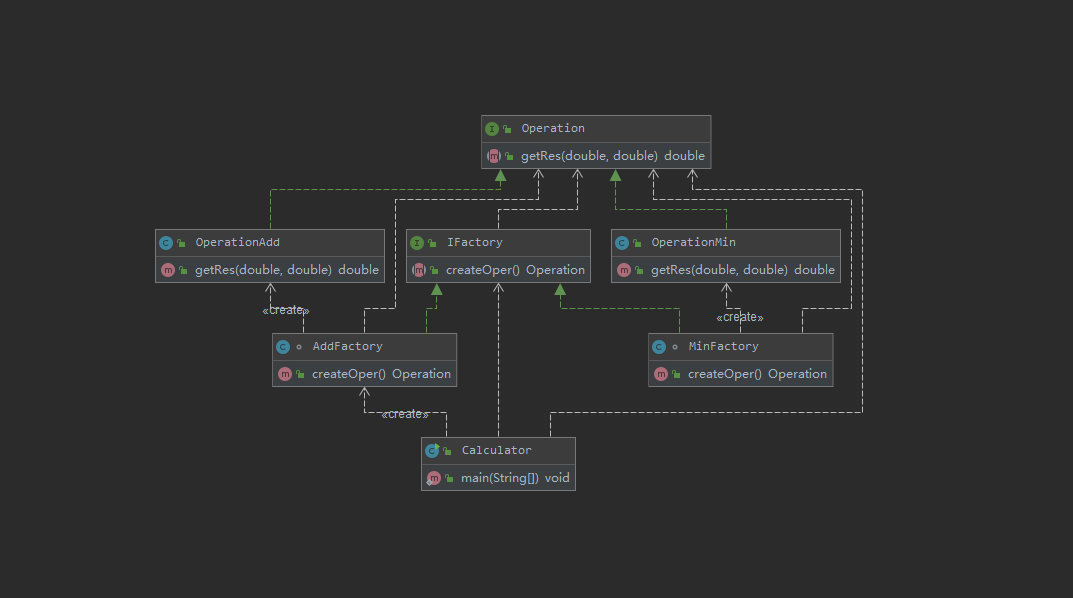 Operation
getRes(double, double) double
OperationAdd
getRes(double, double) double
IFactory
createOper() Operation
OperationMin
getRes(double, double) double
«create»
«create»
AddFactory
createOper() Operation
MinFactory
createOper() Operation
«create»
Calculator
main(String[]) void